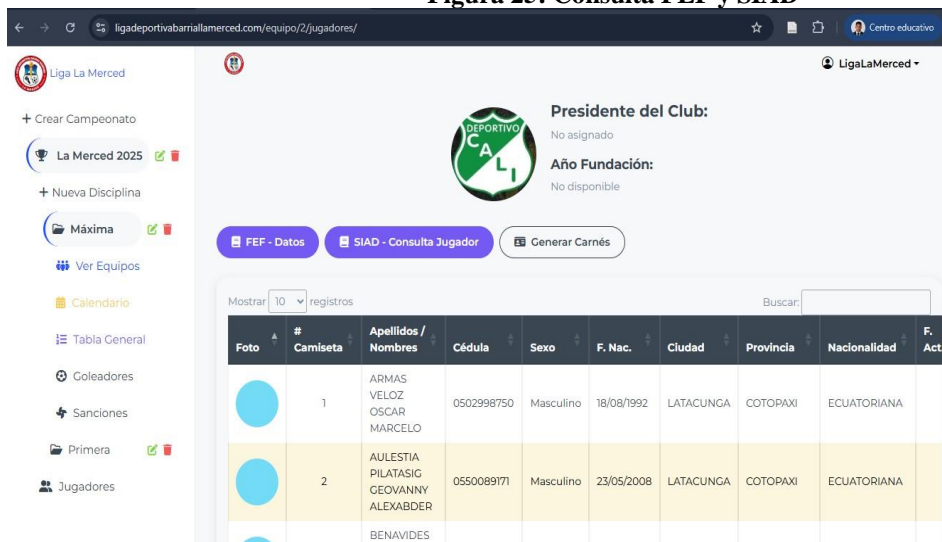 Figura 25: Consulta FEF y SIAD
ligadeportivabarriallamerced.com/equipo/2/jugadores/
Centro educativo
Liga La Merced
LigaLaMerced
+ Crear Campeonato
La Merced 2025
+ Nueva Disciplina
Máxima
Ver Equipos
Calendario
Tabla General
Goleadores
Sanciones
Primera
Jugadores
DEPORTIVO
CALI
Presidente del Club:
No asignado
Año Fundación:
No disponible
FEF - Datos
SIAD - Consulta Jugador
Generar Carnés
Mostrar 10 registros
Buscar:
Foto # Camiseta Apellidos / Nombres Cédula Sexo F. Nac. Ciudad Provincia Nacionalidad F. Act
1 ARMAS VELOZ OSCAR MARCELO 0502998750 Masculino 18/08/1992 LATACUNGA COTOPAXI ECUATORIANA
2 AULESTIA PILATASIG GEOVANNY ALEXABDER 0550089171 Masculino 23/05/2008 LATACUNGA COTOPAXI ECUATORIANA
BENAVIDES